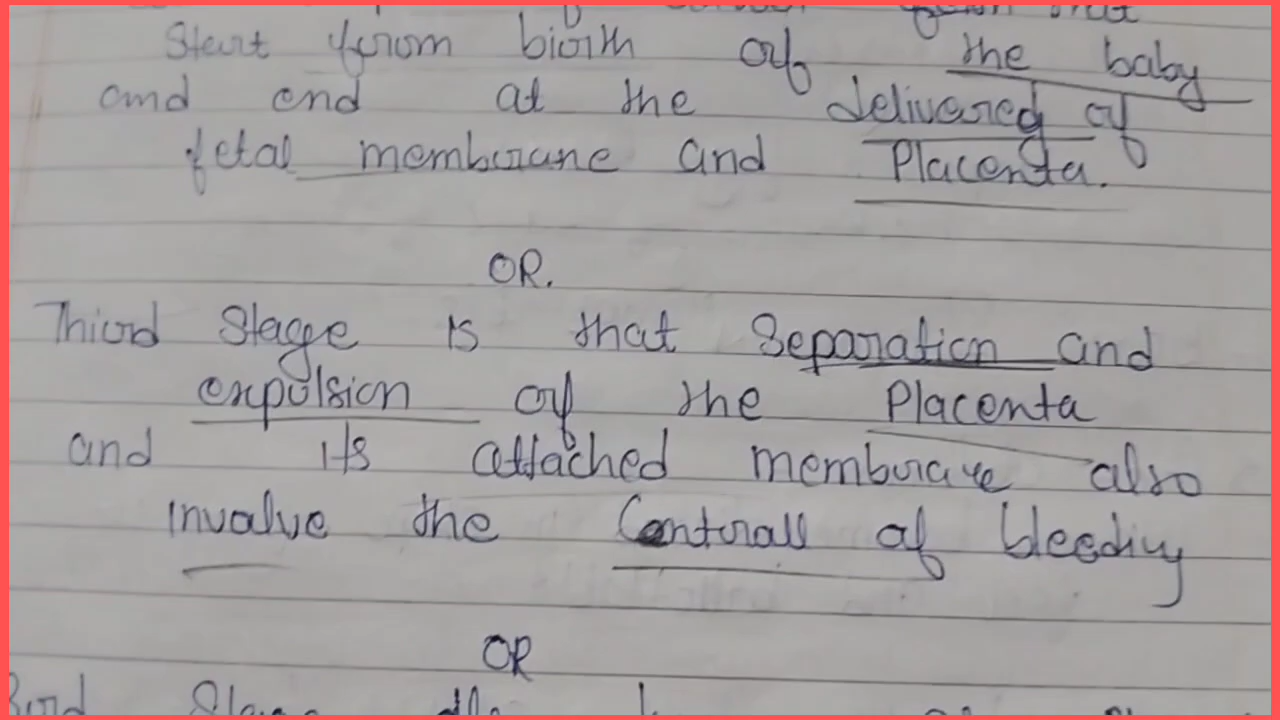 that
Start from birth of the baby
and end at the delivered of
fetal membrane and Placenta.
OR.
Third Stage is that Separation and
expulsion of the Placenta
and its attached membrane also
involve the Controll of bleeding
OR